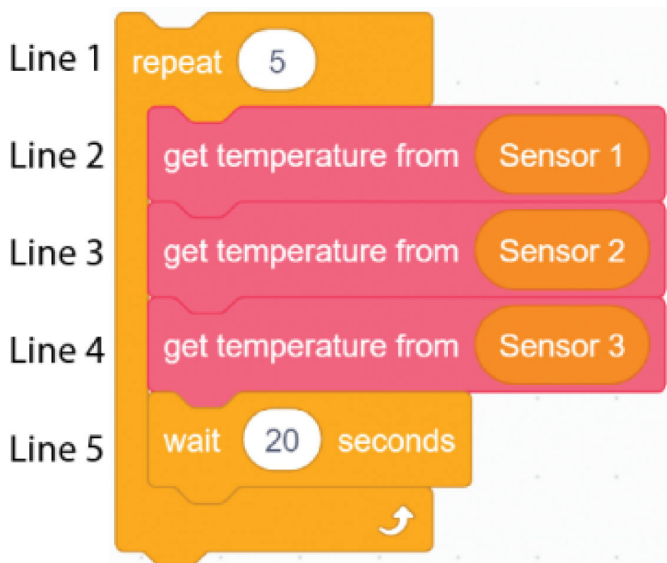 Line 1 repeat 5
Line 2 get temperature from Sensor 1
Line 3 get temperature from Sensor 2
Line 4 get temperature from Sensor 3
Line 5 wait 20 seconds